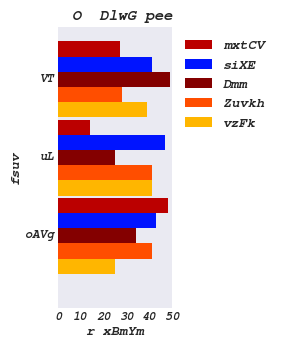 O  DlwG pee
mxtCV
siXE
Dmm
Zuvkh
vzFk
fsuv
VT
uL
oAVg
0 10 20 30 40 50
r xBmYm